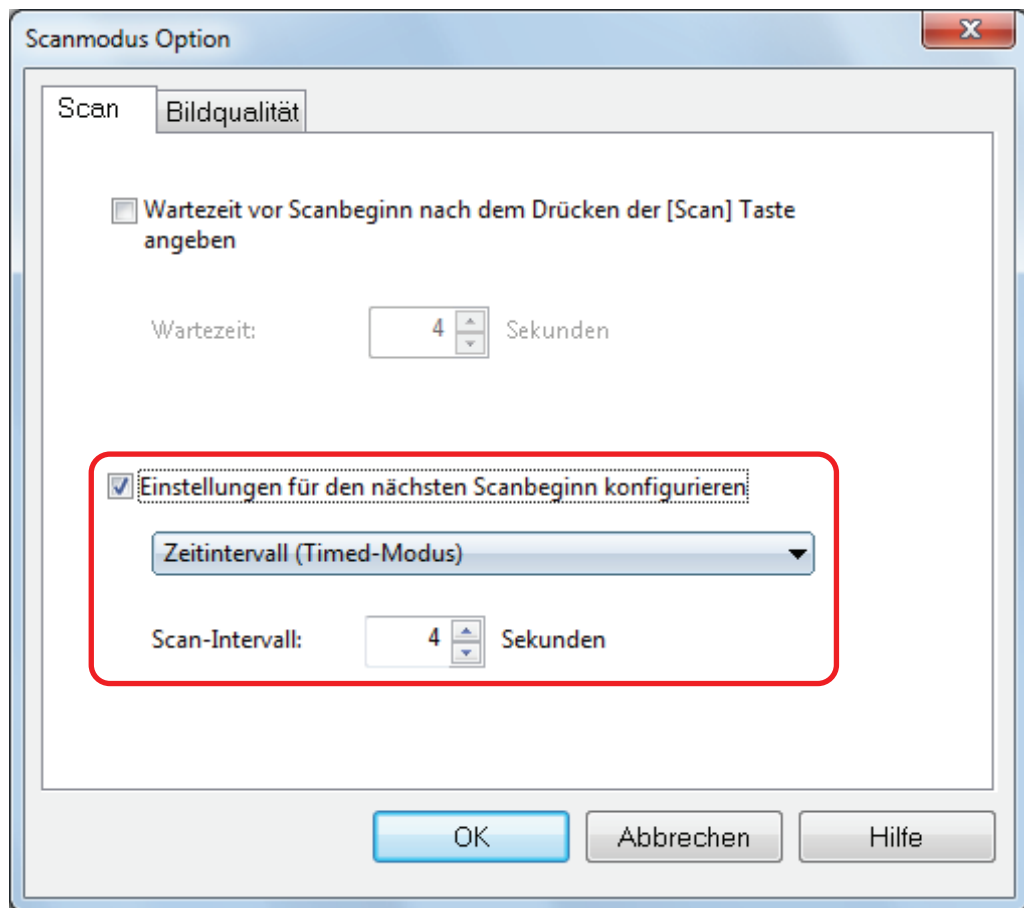 Scanmodus Option
x
Scan
Bildqualität
Wartezeit vor Scanbeginn nach dem Drücken der [Scan] Taste
angeben
Wartezeit: 4 Sekunden
Einstellungen für den nächsten Scanbeginn konfigurieren
Zeitintervall (Timed-Modus)
Scan-Intervall: 4 Sekunden
OK Abbrechen Hilfe